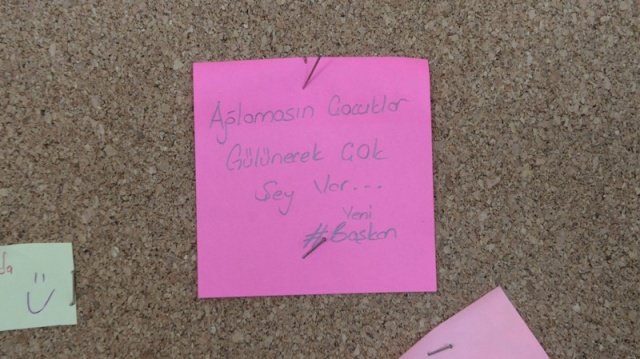 Ağlamasın Çocuklar
Gülünecek ÇOK
Şey Var...
Yeni
#Başkan